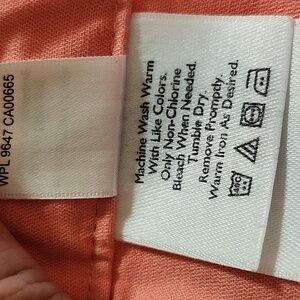 WPL 9647 CA00665
Machine Wash Warm
With Like Colors.
Only Non-Chlorine
Bleach When Needed.
Tumble Dry.
Remove Promptly.
Warm Iron As Desired.